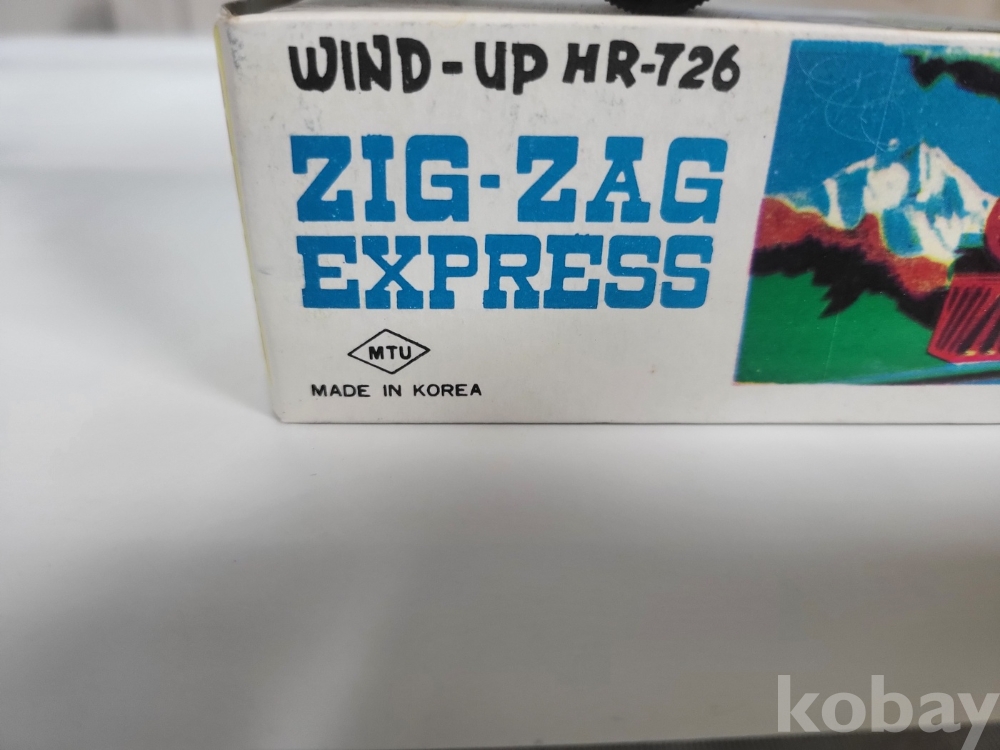 WIND-UP HR-726
ZIG-ZAG
EXPRESS
MTU
MADE IN KOREA
kobay